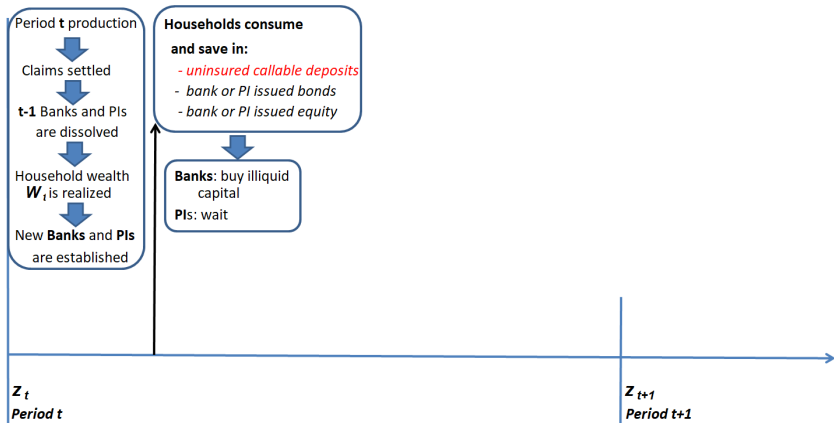 Period t production
Claims settled
t-1 Banks and PIs
are dissolved
Household wealth
W t is realized
New Banks and PIs
are established
Households consume
and save in:
- uninsured callable deposits
- bank or PI issued bonds
- bank or PI issued equity
Banks: buy illiquid
capital
PIs: wait
z t
Period t
z t+1
Period t+1